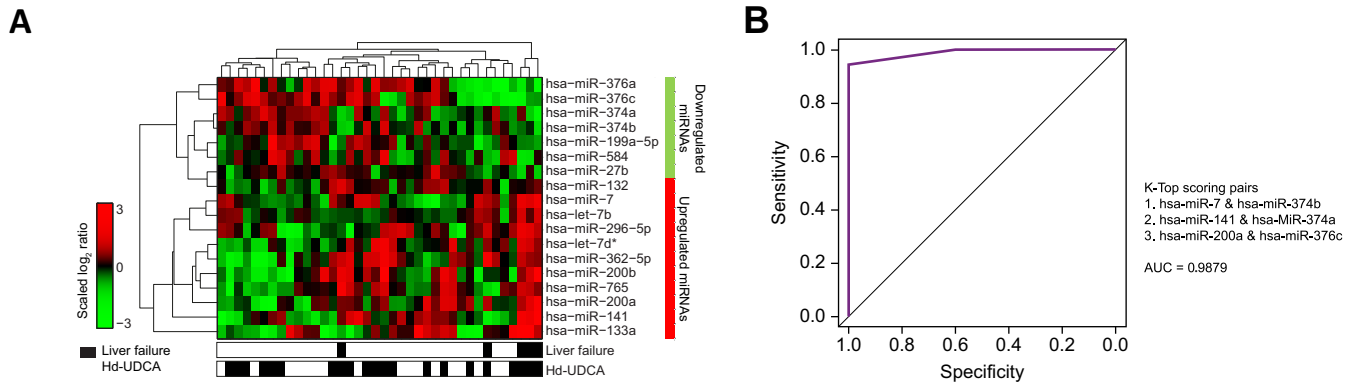 A
hsa-miR-376a
hsa-miR-376c
hsa-miR-374a
hsa-miR-374b
hsa-miR-199a-5p
hsa-miR-584
hsa-miR-27b
hsa-miR-132
hsa-miR-7
hsa-let-7b
hsa-miR-296-5p
hsa-let-7d*
hsa-miR-362-5p
hsa-miR-200b
hsa-miR-765
hsa-miR-200a
hsa-miR-141
hsa-miR-133a
Downregulated
miRNAs
Upregulated miRNAs
Scaled log2 ratio
3
0
−3
Liver failure
Hd-UDCA
Liver failure
Hd-UDCA
B
Sensitivity
1.0
0.8
0.6
0.4
0.2
0.0
1.0 0.8 0.6 0.4 0.2 0.0
Specificity
K-Top scoring pairs
1. hsa-miR-7 & hsa-miR-374b
2. hsa-miR-141 & hsa-MiR-374a
3. hsa-miR-200a & hsa-miR-376c
AUC = 0.9879